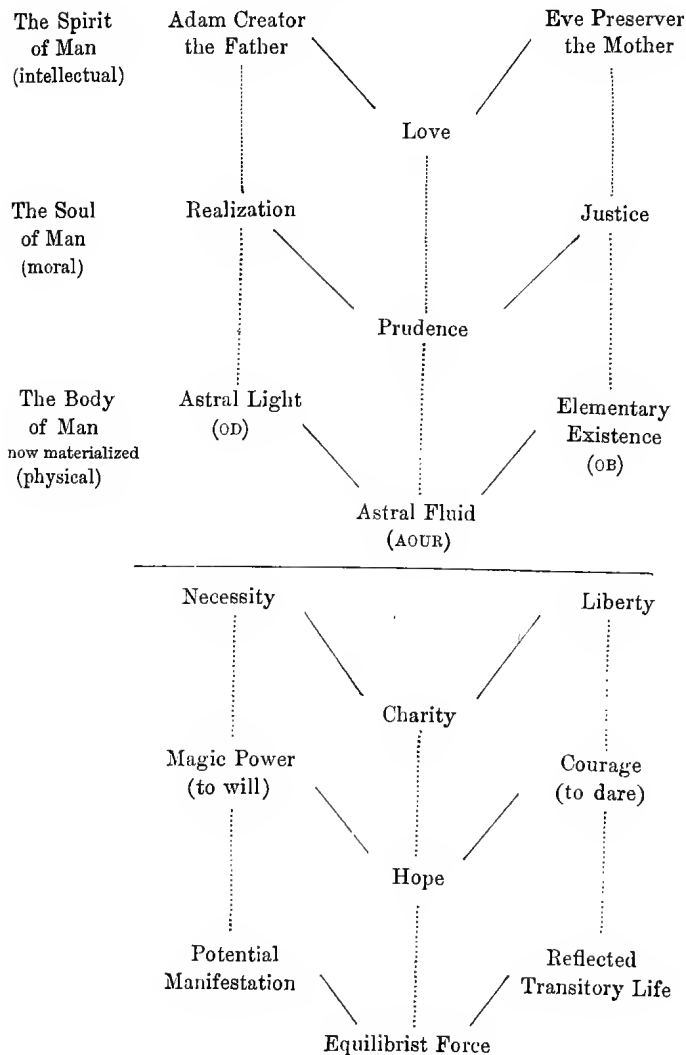 The Spirit
of Man
(intellectual)
Adam Creator
the Father
Eve Preserver
the Mother
Love
The Soul
of Man
(moral)
Realization
Justice
Prudence
The Body
of Man
now materialized
(physical)
Astral Light
(OD)
Elementary
Existence
(OB)
Astral Fluid
(AOUR)
Necessity
Liberty
Charity
Magic Power
(to will)
Courage
(to dare)
Hope
Potential
Manifestation
Reflected
Transitory Life
Equilibrist Force